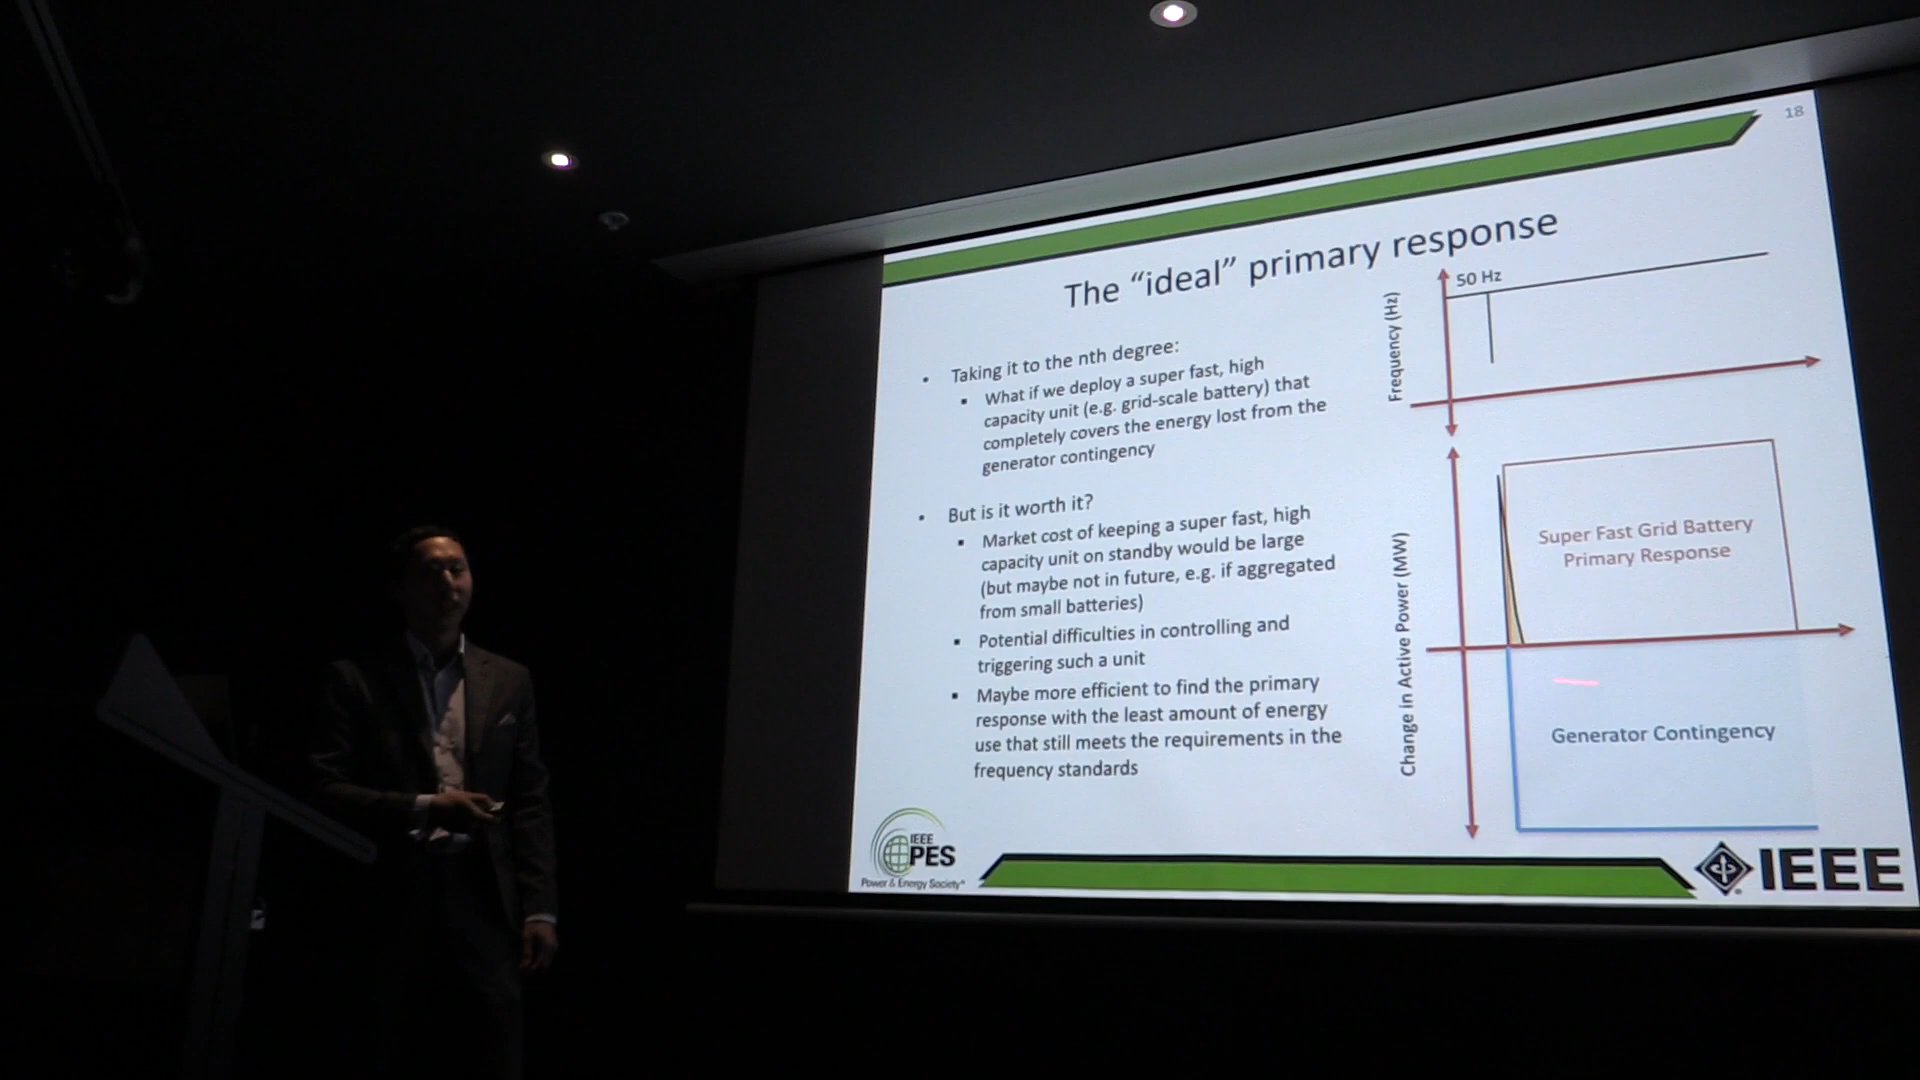 18
The "ideal" primary response
• Taking it to the nth degree:
▪ What if we deploy a super fast, high
capacity unit (e.g. grid-scale battery) that
completely covers the energy lost from the
generator contingency
• But is it worth it?
▪ Market cost of keeping a super fast, high
capacity unit on standby would be large
(but maybe not in future, e.g. if aggregated
from small batteries)
▪ Potential difficulties in controlling and
triggering such a unit
▪ Maybe more efficient to find the primary
response with the least amount of energy
use that still meets the requirements in the
frequency standards
Frequency (Hz)
50 Hz
Change in Active Power (MW)
Super Fast Grid Battery
Primary Response
Generator Contingency
IEEE
PES
Power & Energy Society®
IEEE